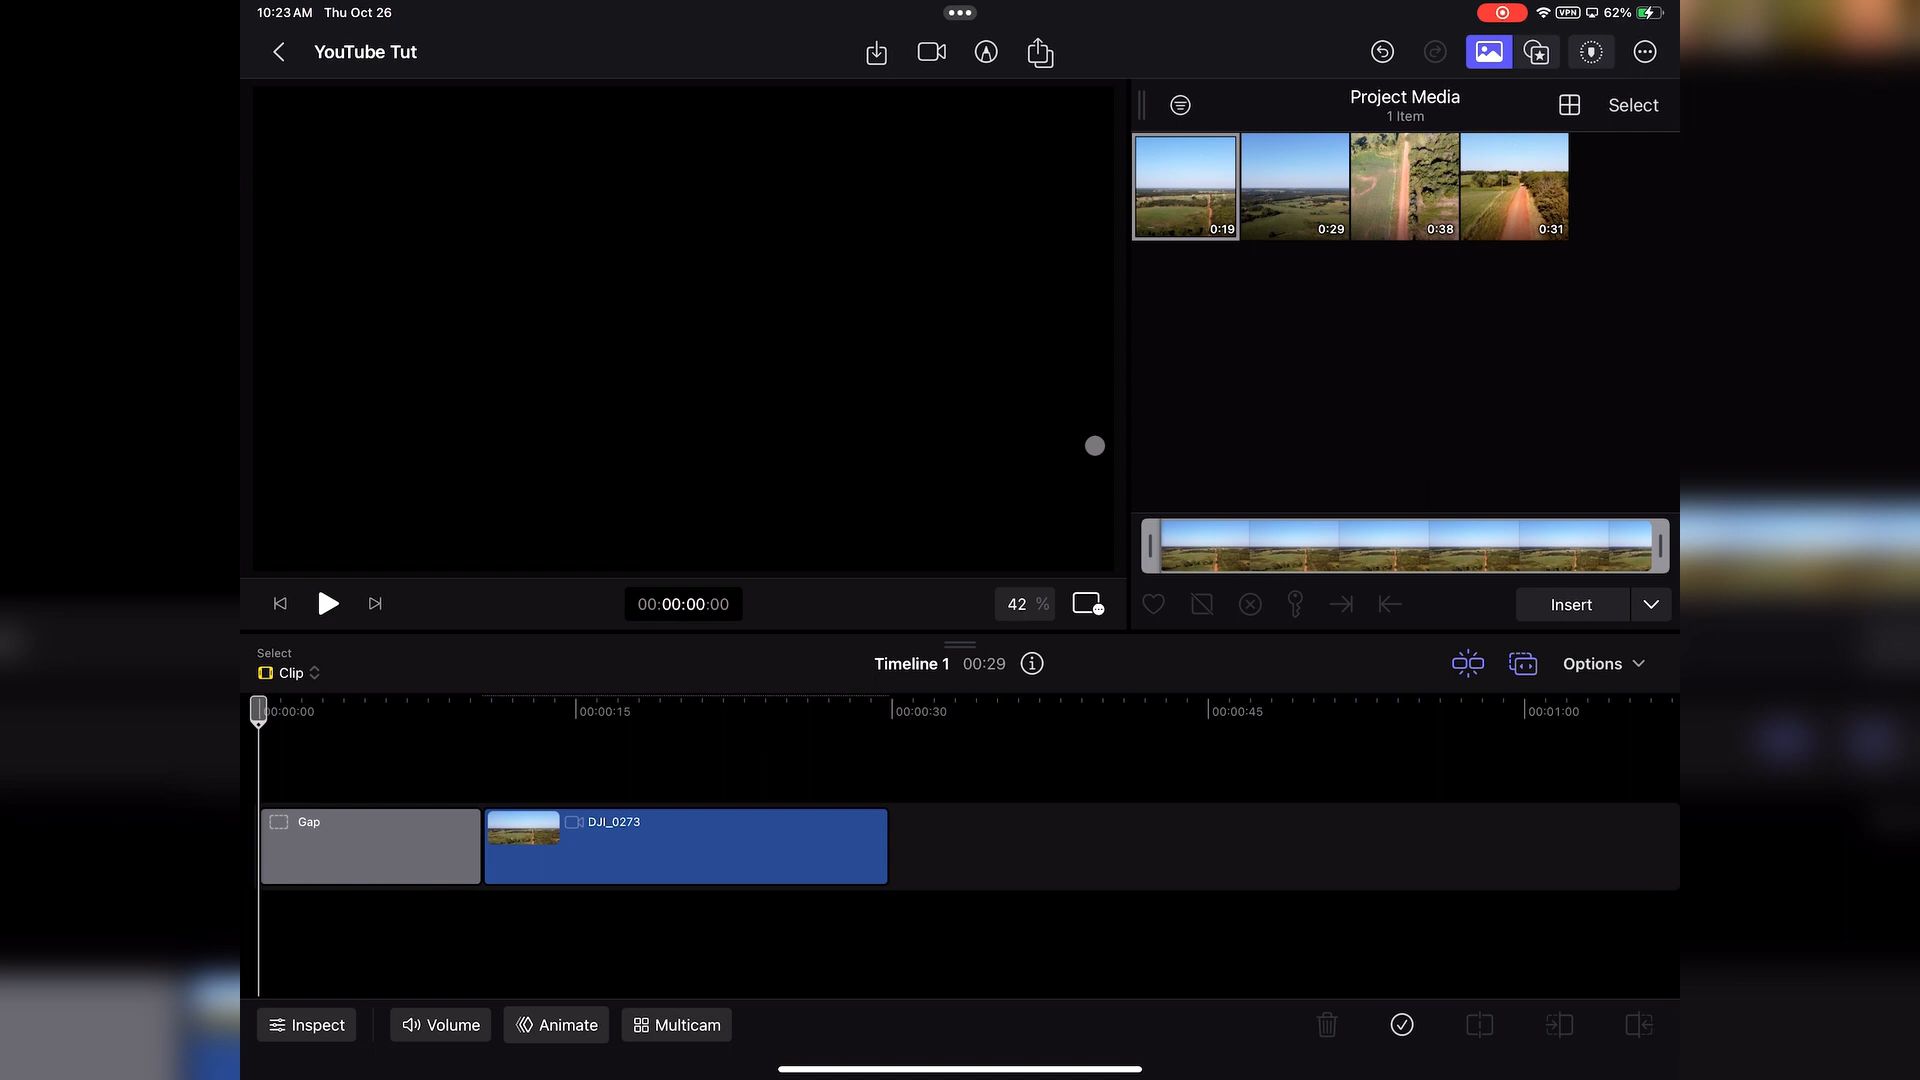 10:23 AM Thu Oct 26
VPN 62%
YouTube Tut
Project Media
1 Item
Select
0:19 0:29 0:38 0:31
00:00:00:00
42 %
Insert
Select
Clip
Timeline 1 00:29
Options
00:00:00 00:00:15 00:00:30 00:00:45 00:01:00
Gap
DJI_0273
Inspect
Volume
Animate
Multicam